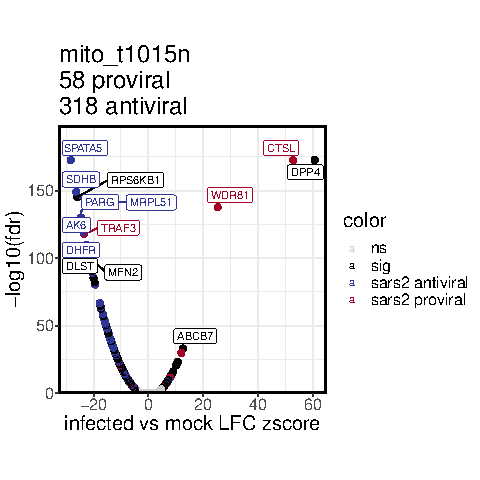 mito_t1015n
58 proviral
318 antiviral
SPATA5
CTSL
DPP4
SDHB
RPS6KB1
WDR81
PARG
MRPL51
AK6
TRAF3
DHFR
DLST
MFN2
ABCB7
-log10(fdr)
150
100
50
0
-20
0
20
40
60
infected vs mock LFC zscore
color
a ns
a sig
a sars2 antiviral
a sars2 proviral